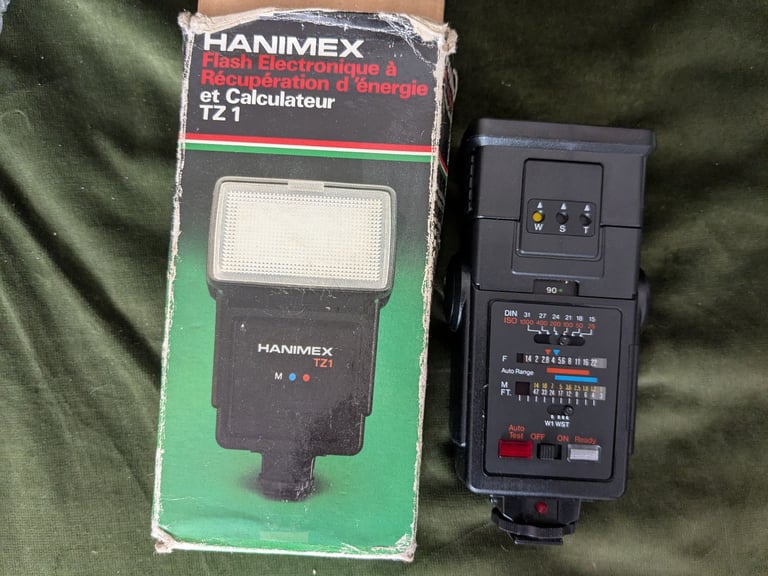 HANIMEX
Flash Electronique à
Récupération d'énergie
et Calculateur
TZ 1
HANIMEX
TZ1
M
W S T
90
DIN 31 27 24 21 18 15
ISO 1000 400 200 100 50 25
F 1.4 2 2.8 4 5.6 8 11 16 22
Auto Range
M
FT.
W1 WST
Auto
Test
OFF ON Ready